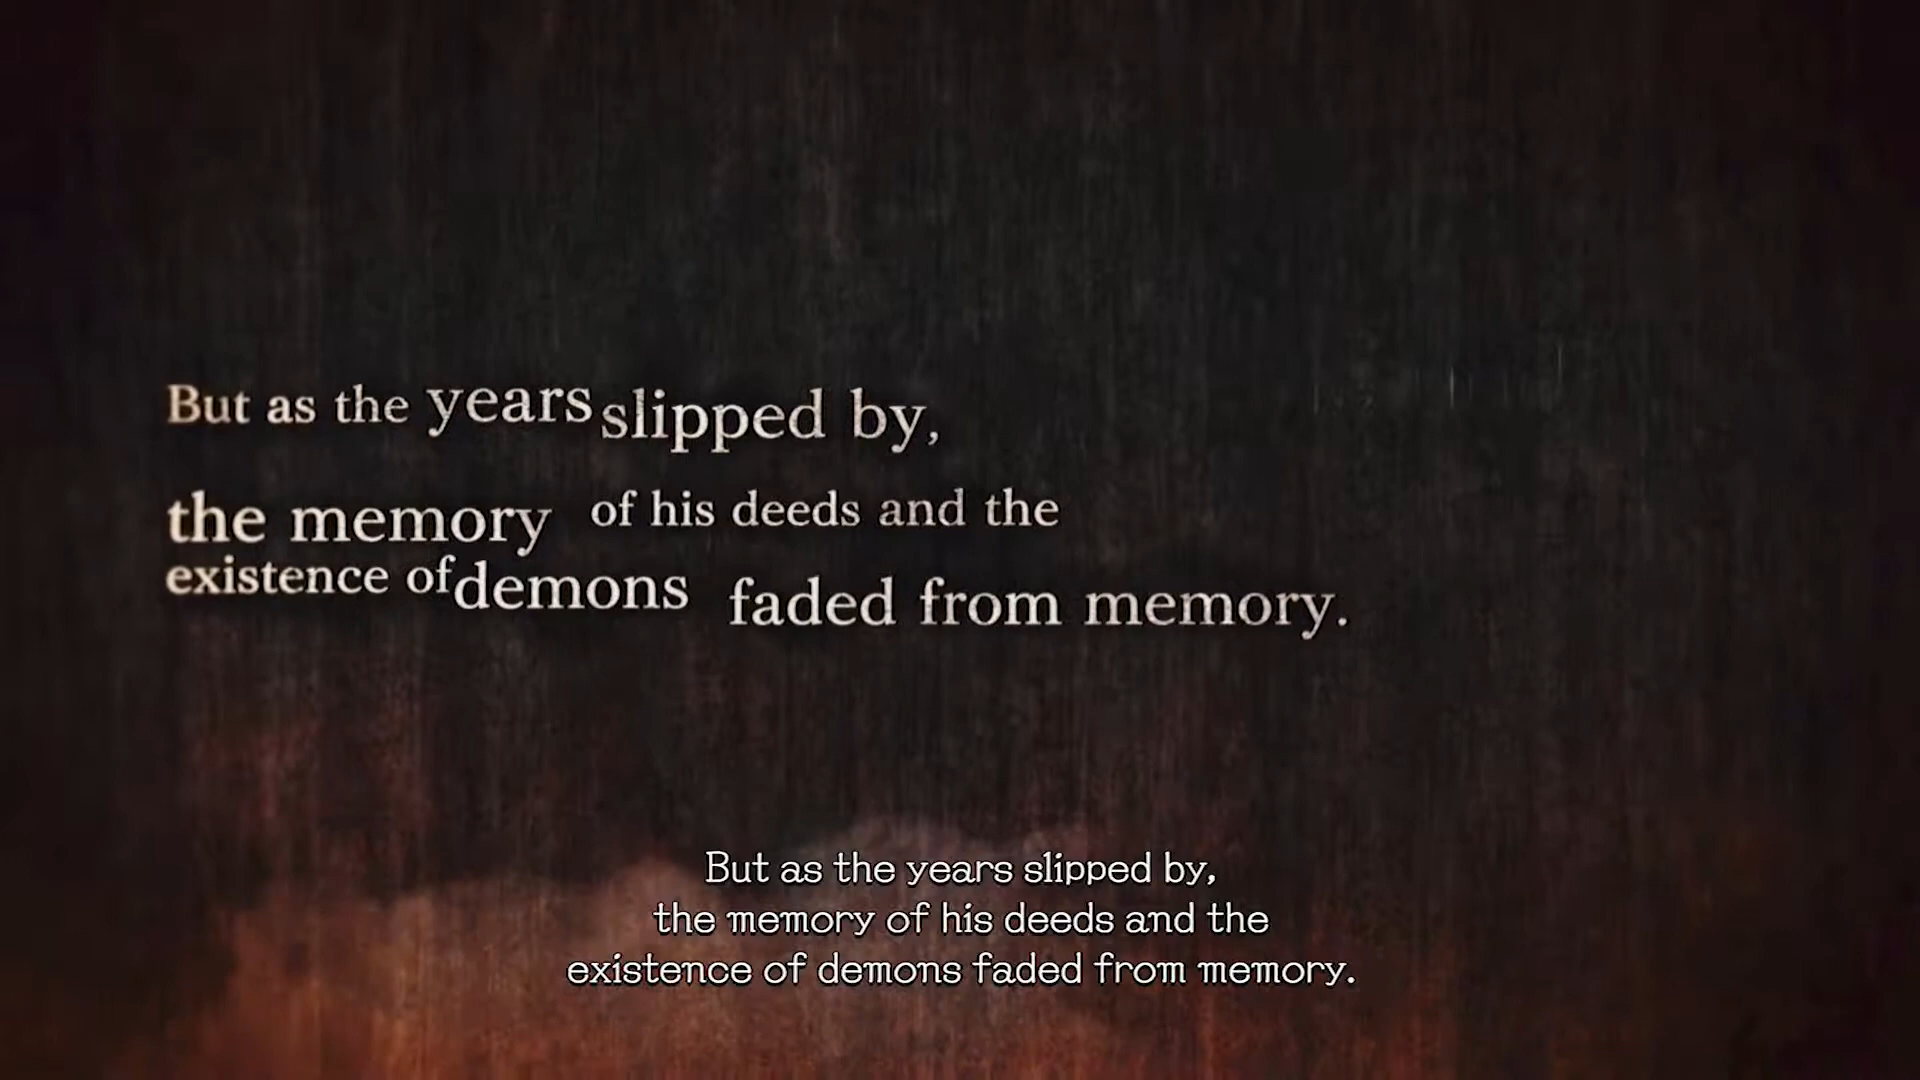 But as the years slipped by,
the memory of his deeds and the
existence of demons faded from memory.
But as the years slipped by,
the memory of his deeds and the
existence of demons faded from memory.